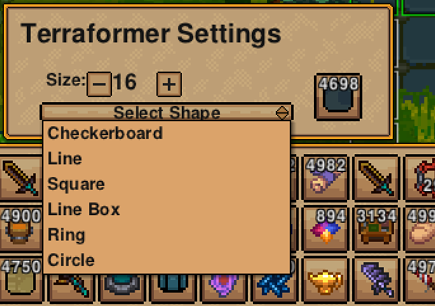 Terraformer Settings
Size: − 16 +
4698
Select Shape
Checkerboard
Line
Square
Line Box
Ring
Circle
4982
4900
894
3134
4750